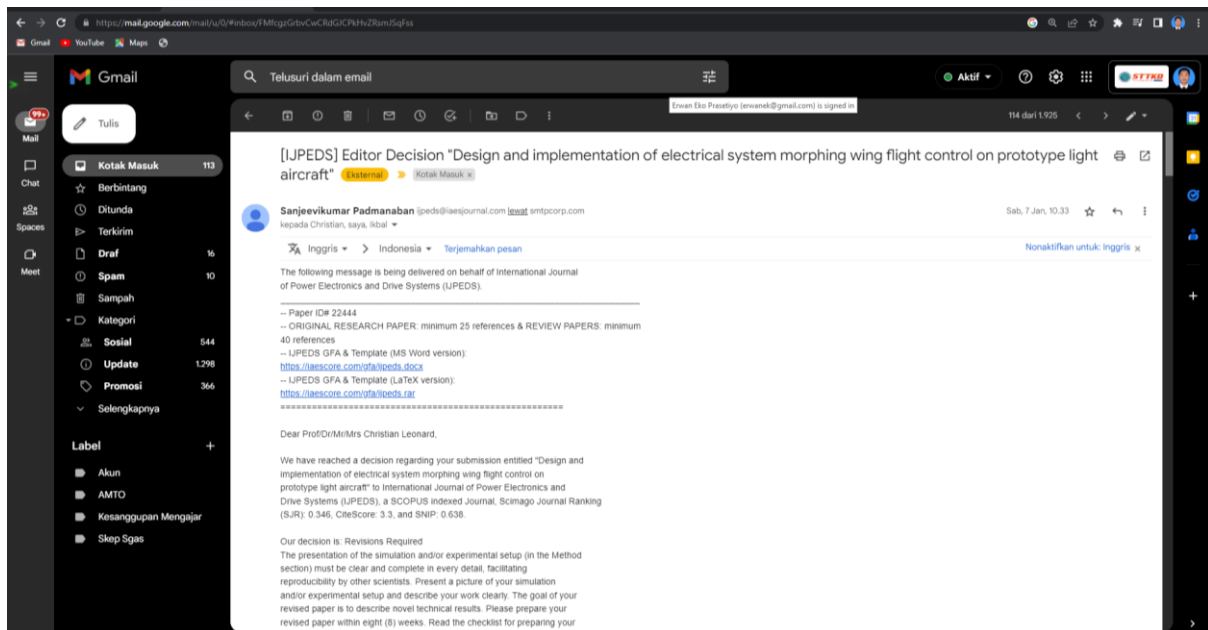 https://mail.google.com/mail/u/0/#inbox/FMfcgzGrbvCwCRdGJCPkHvZRsmJSqFss
Gmail YouTube Maps
Gmail
Telusuri dalam email
Aktif
STTKD
Erwan Eko Prasetiyo (erwanek@gmail.com) is signed in
99+
Mail
Chat
Spaces
Meet
Tulis
Kotak Masuk 113
Berbintang
Ditunda
Terkirim
Draf 16
Spam 10
Sampah
Kategori
Sosial 544
Update 1.298
Promosi 366
Selengkapnya
Label
Akun
AMTO
Kesanggupan Mengajar
Skep Sgas
114 dari 1.925
[IJPEDS] Editor Decision "Design and implementation of electrical system morphing wing flight control on prototype light
aircraft" Eksternal Kotak Masuk x
Sanjeevikumar Padmanaban ijpeds@iaesjournal.com lewat smtpcorp.com
Sab, 7 Jan, 10.33
kepada Christian, saya, Ikbal
Inggris > Indonesia Terjemahkan pesan
Nonaktifkan untuk: Inggris x
The following message is being delivered on behalf of International Journal
of Power Electronics and Drive Systems (IJPEDS).
-- Paper ID# 22444
-- ORIGINAL RESEARCH PAPER: minimum 25 references & REVIEW PAPERS: minimum
40 references
-- IJPEDS GFA & Template (MS Word version):
https://iaescore.com/gfa/ijpeds.docx
-- IJPEDS GFA & Template (LaTeX version):
https://iaescore.com/gfa/ijpeds.rar
======================================================
Dear Prof/Dr/Mr/Mrs Christian Leonard,
We have reached a decision regarding your submission entitled "Design and
implementation of electrical system morphing wing flight control on
prototype light aircraft" to International Journal of Power Electronics and
Drive Systems (IJPEDS), a SCOPUS indexed Journal, Scimago Journal Ranking
(SJR): 0.346, CiteScore: 3.3, and SNIP: 0.638.
Our decision is: Revisions Required
The presentation of the simulation and/or experimental setup (in the Method
section) must be clear and complete in every detail, facilitating
reproducibility by other scientists. Present a picture of your simulation
and/or experimental setup and describe your work clearly. The goal of your
revised paper is to describe novel technical results. Please prepare your
revised paper within eight (8) weeks. Read the checklist for preparing your